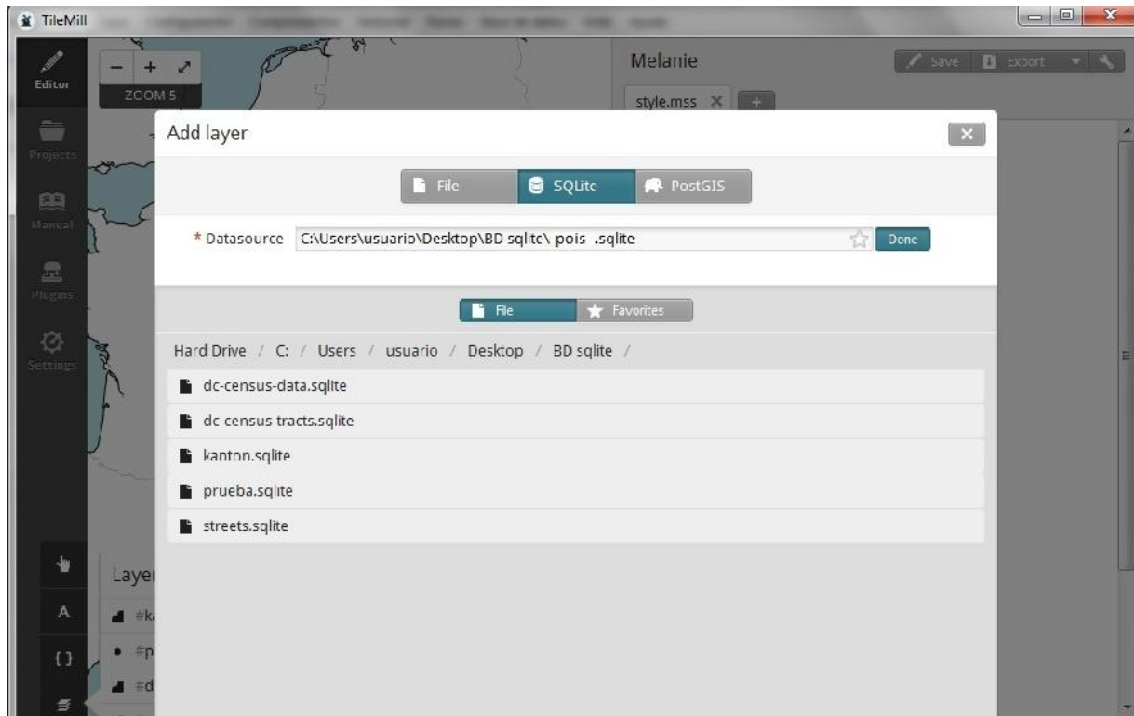 TileMill
Editor
Projects
Manual
Plugins
Settings
- +
ZOOM 5
Melanie
Save
Export
style.mss X +
Add layer
File
SQLite
PostGIS
* Datasource C:\Users\usuario\Desktop\BD sqlite\ pois .sqlite Done
File
Favorites
Hard Drive / C: / Users / usuario / Desktop / BD sqlite /
dc-census-data.sqlite
dc-census-tracts.sqlite
kanton.sqlite
prueba.sqlite
streets.sqlite
Layer
A #k
{} #p
#d